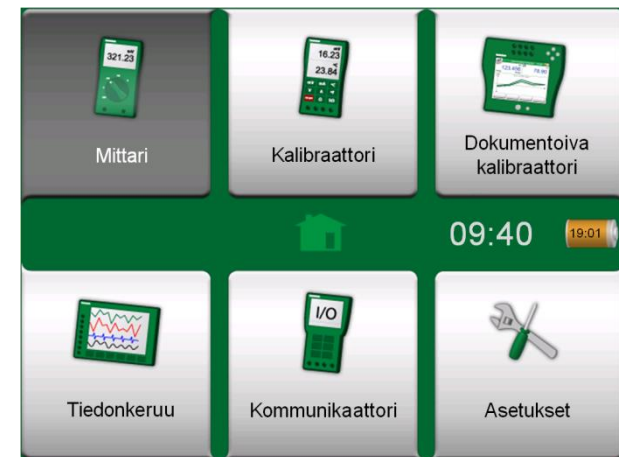 321.23
16.23
23.84
Mittari
Kalibraattori
Dokumentoiva
kalibraattori
09:40
19:01
I/O
Tiedonkeruu
Kommunikaattori
Asetukset